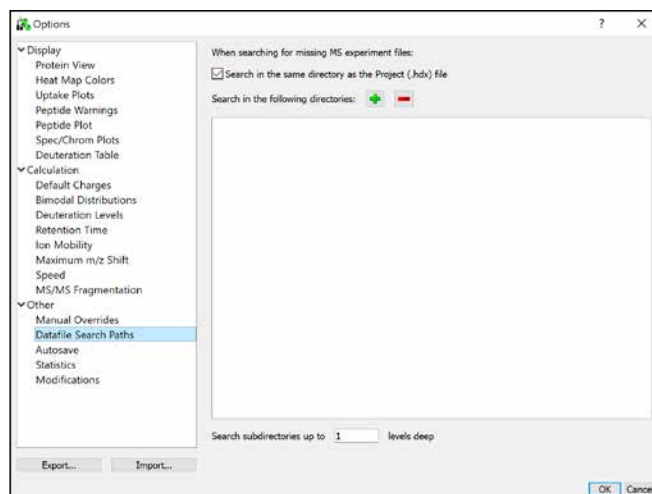 Options
Display
Protein View
Heat Map Colors
Uptake Plots
Peptide Warnings
Peptide Plot
Spec/Chrom Plots
Deuteration Table
Calculation
Default Charges
Bimodal Distributions
Deuteration Levels
Retention Time
Ion Mobility
Maximum m/z Shift
Speed
MS/MS Fragmentation
Other
Manual Overrides
Datafile Search Paths
Autosave
Statistics
Modifications
Export... Import...
When searching for missing MS experiment files:
Search in the same directory as the Project (.hdx) file
Search in the following directories:
Search subdirectories up to 1 levels deep
OK Cance